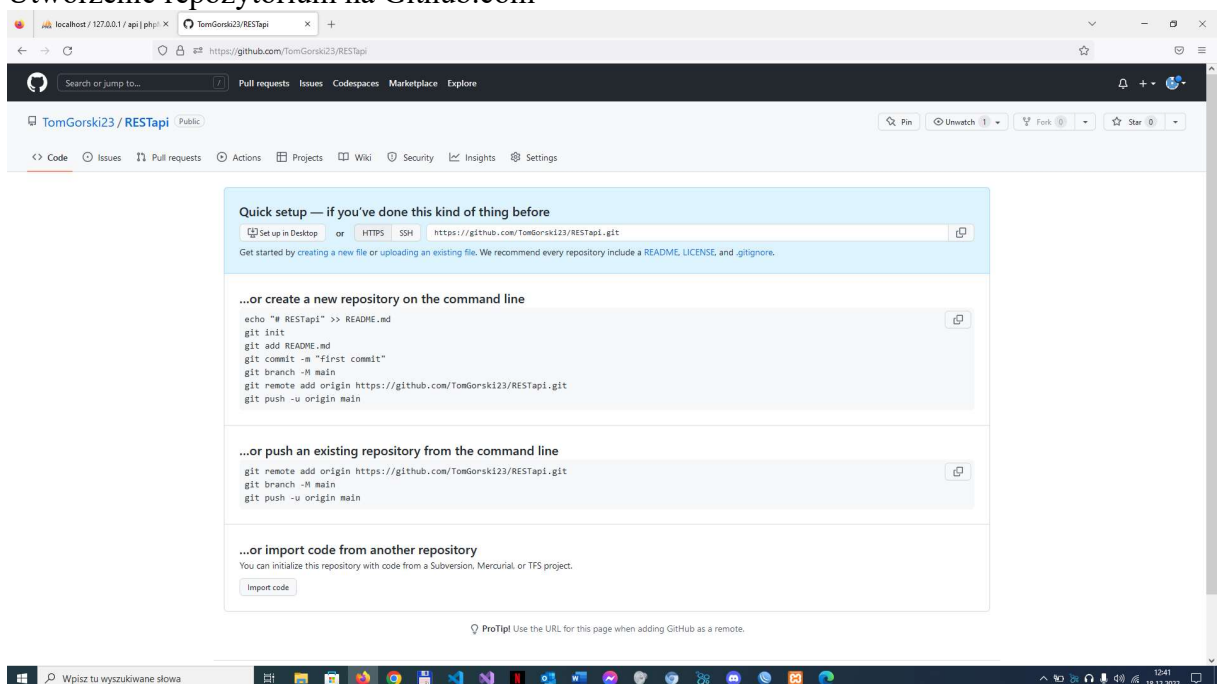 Utworzenie repozytorium na Github.com
localhost / 127.0.0.1 / api | php
TomGorski23/RESTapi
https://github.com/TomGorski23/RESTapi
Search or jump to...
/
Pull requests Issues Codespaces Marketplace Explore
TomGorski23 / RESTapi Public
Pin
Unwatch 1
Fork 0
Star 0
Code Issues Pull requests Actions Projects Wiki Security Insights Settings
Quick setup — if you've done this kind of thing before
Set up in Desktop or HTTPS SSH https://github.com/TomGorski23/RESTapi.git
Get started by creating a new file or uploading an existing file. We recommend every repository include a README, LICENSE, and .gitignore.
...or create a new repository on the command line
echo "# RESTapi" >> README.md
git init
git add README.md
git commit -m "first commit"
git branch -M main
git remote add origin https://github.com/TomGorski23/RESTapi.git
git push -u origin main
...or push an existing repository from the command line
git remote add origin https://github.com/TomGorski23/RESTapi.git
git branch -M main
git push -u origin main
...or import code from another repository
You can initialize this repository with code from a Subversion, Mercurial, or TFS project.
Import code
ProTip! Use the URL for this page when adding GitHub as a remote.
Wpisz tu wyszukiwane słowa
12:41
18.12.2022